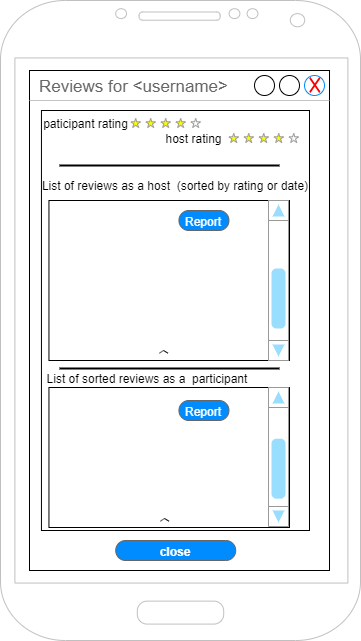 Reviews for <username>
X
paticipant rating
host rating
List of reviews as a host (sorted by rating or date)
Report
List of sorted reviews as a participant
Report
close